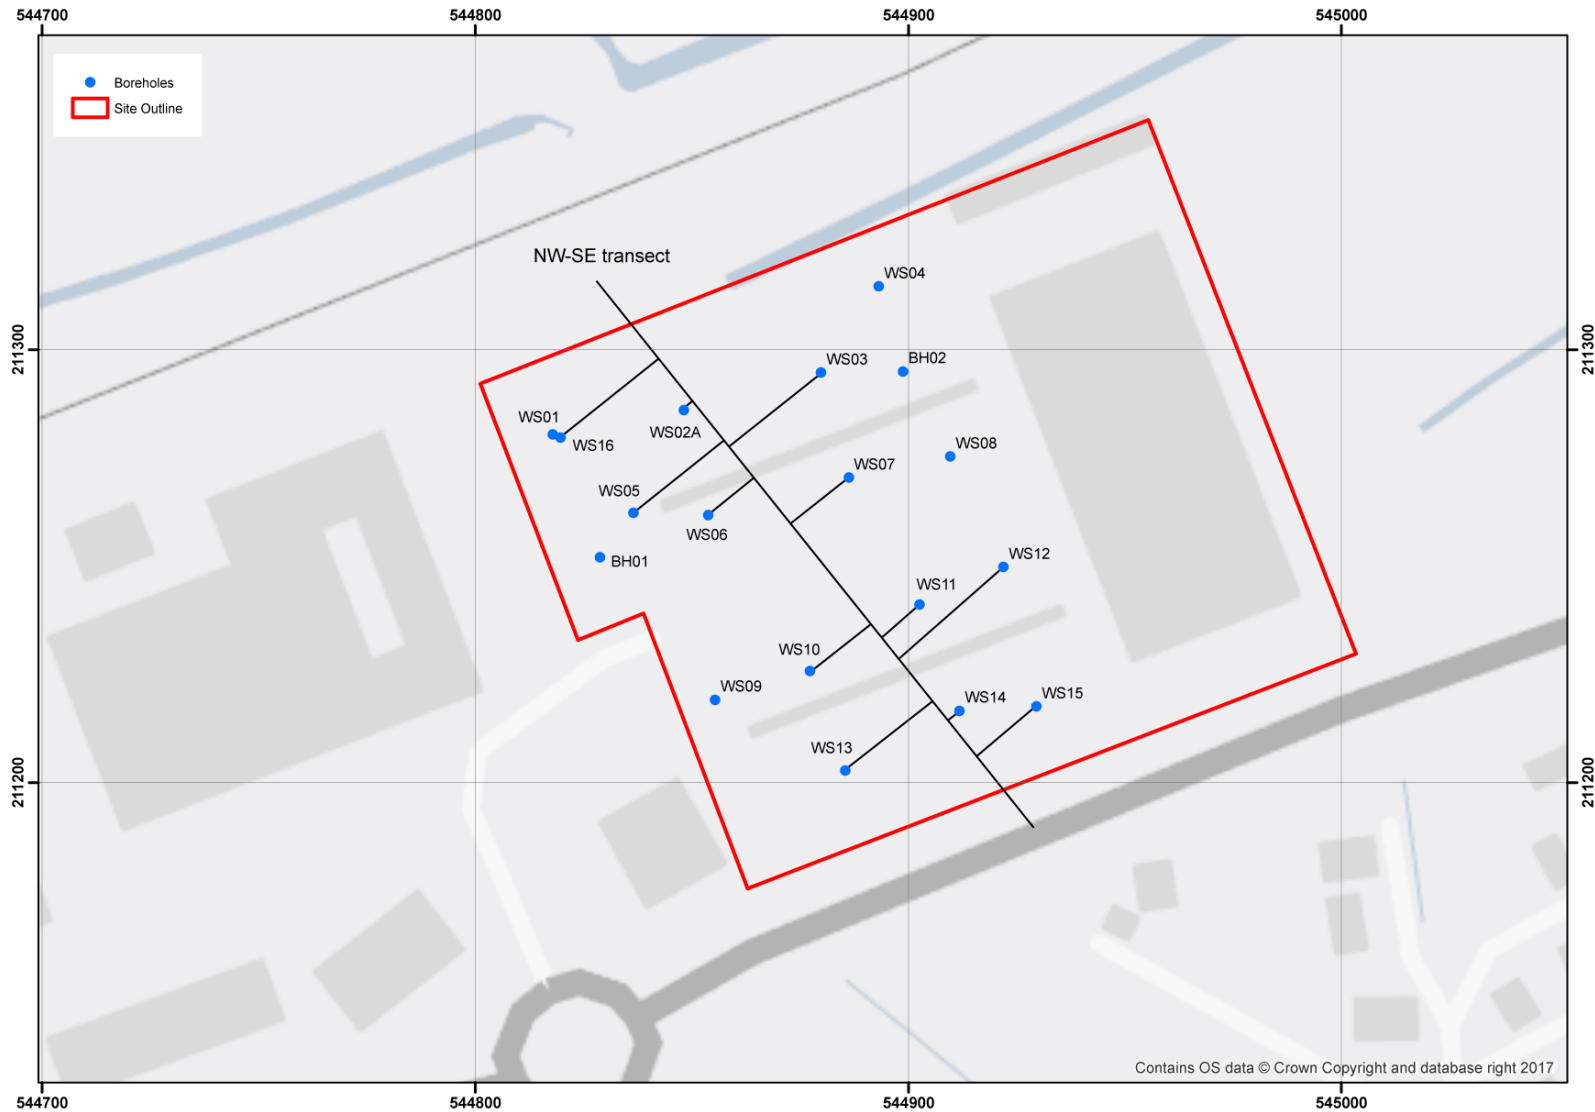 544700
544800
544900
545000
Boreholes
Site Outline
NW-SE transect
WS04
211300
211300
WS03
BH02
WS01
WS16
WS02A
WS08
WS07
WS05
WS06
BH01
WS12
WS11
WS10
WS09
WS14
WS15
WS13
211200
211200
Contains OS data © Crown Copyright and database right 2017
544700
544800
544900
545000